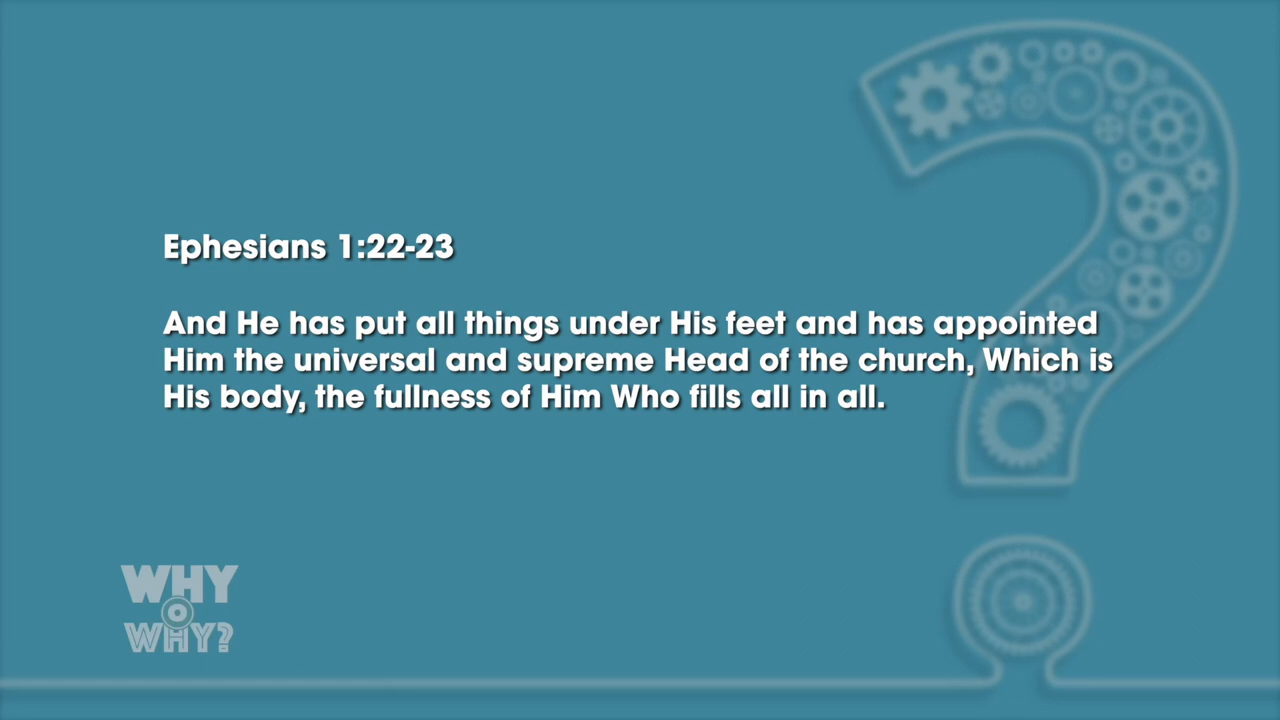 Ephesians 1:22-23
And He has put all things under His feet and has appointed
Him the universal and supreme Head of the church, Which is
His body, the fullness of Him Who fills all in all.
WHY
O
WHY?